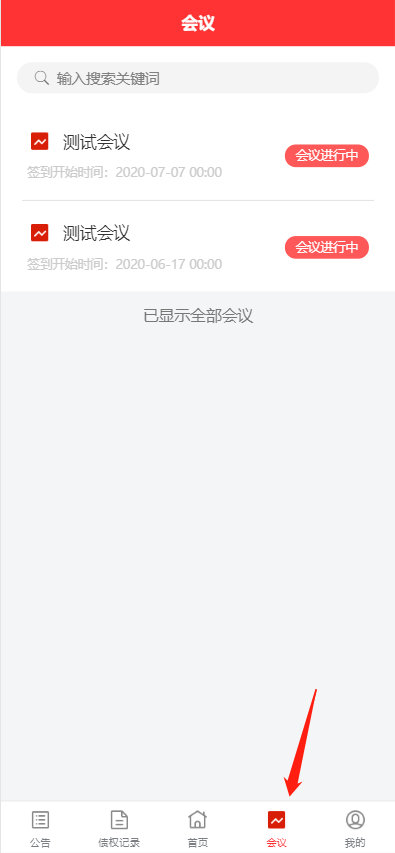 会议
输入搜索关键词
测试会议
会议进行中
签到开始时间：2020-07-07 00:00
测试会议
会议进行中
签到开始时间：2020-06-17 00:00
已显示全部会议
公告 债权记录 首页 会议 我的